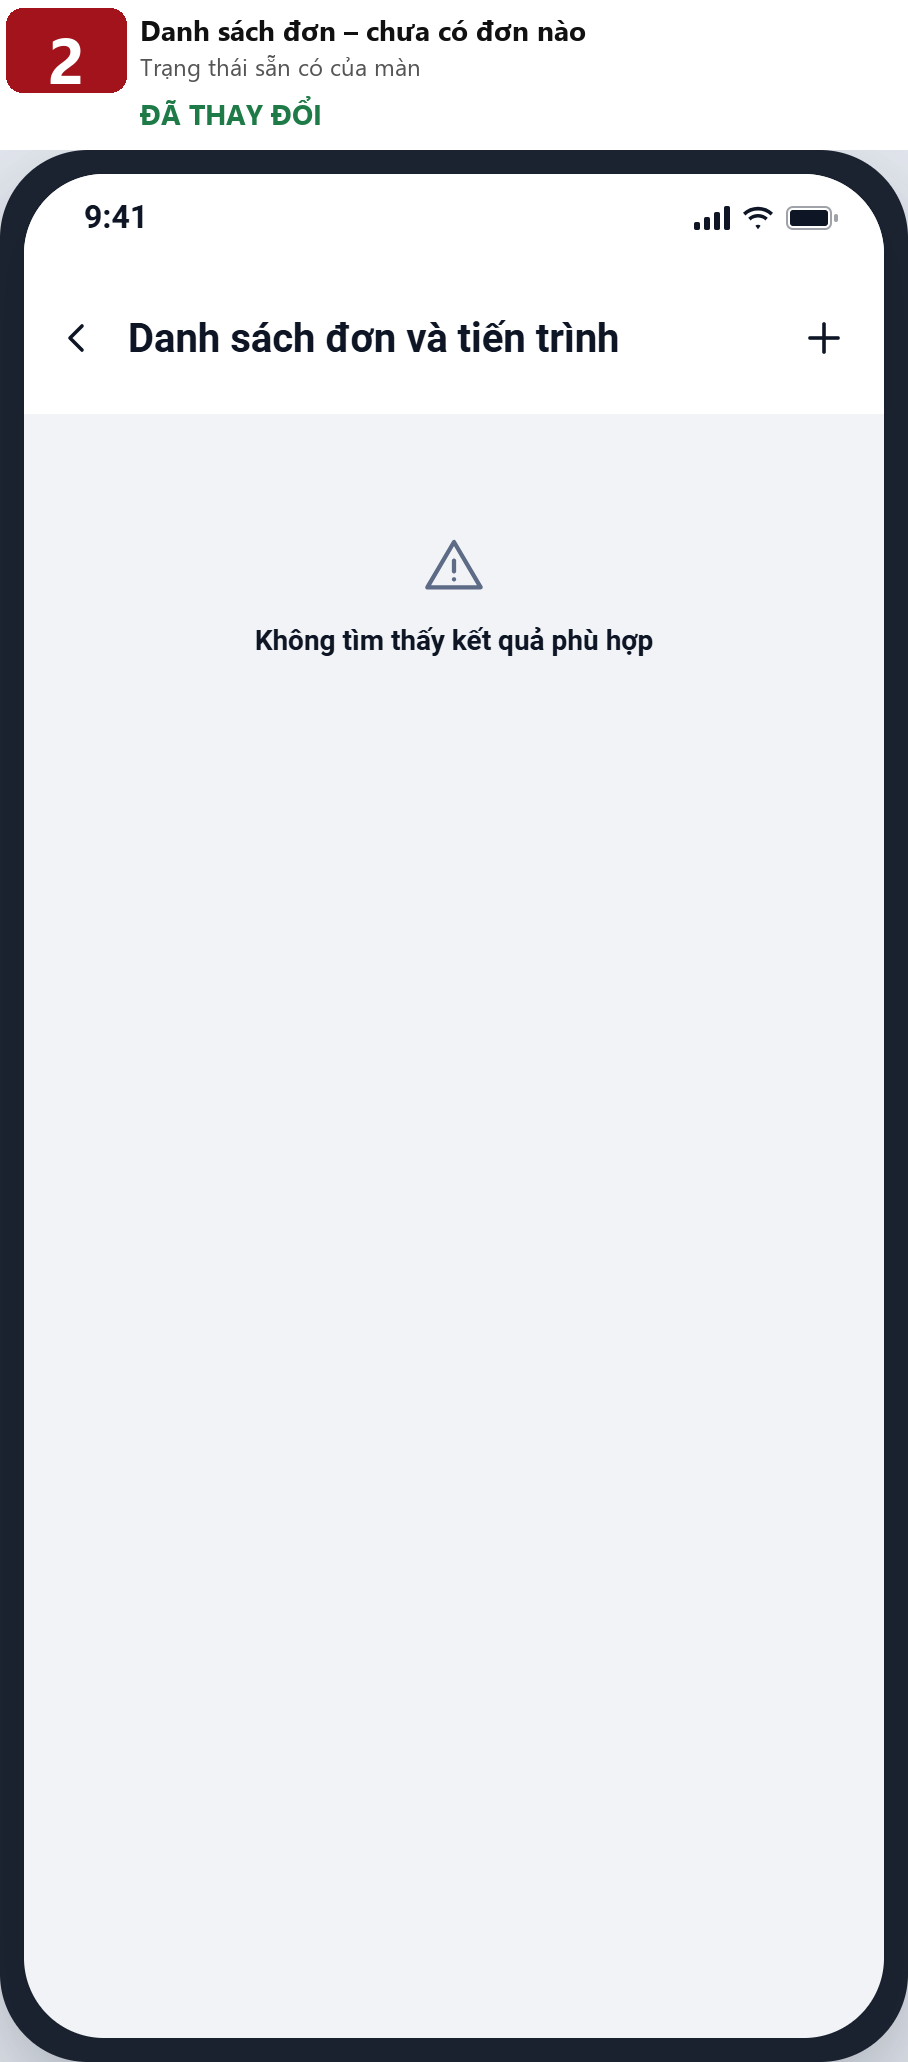 2
Danh sách đơn – chưa có đơn nào
Trạng thái sẵn có của màn
ĐÃ THAY ĐỔI
9:41
Danh sách đơn và tiến trình
Không tìm thấy kết quả phù hợp